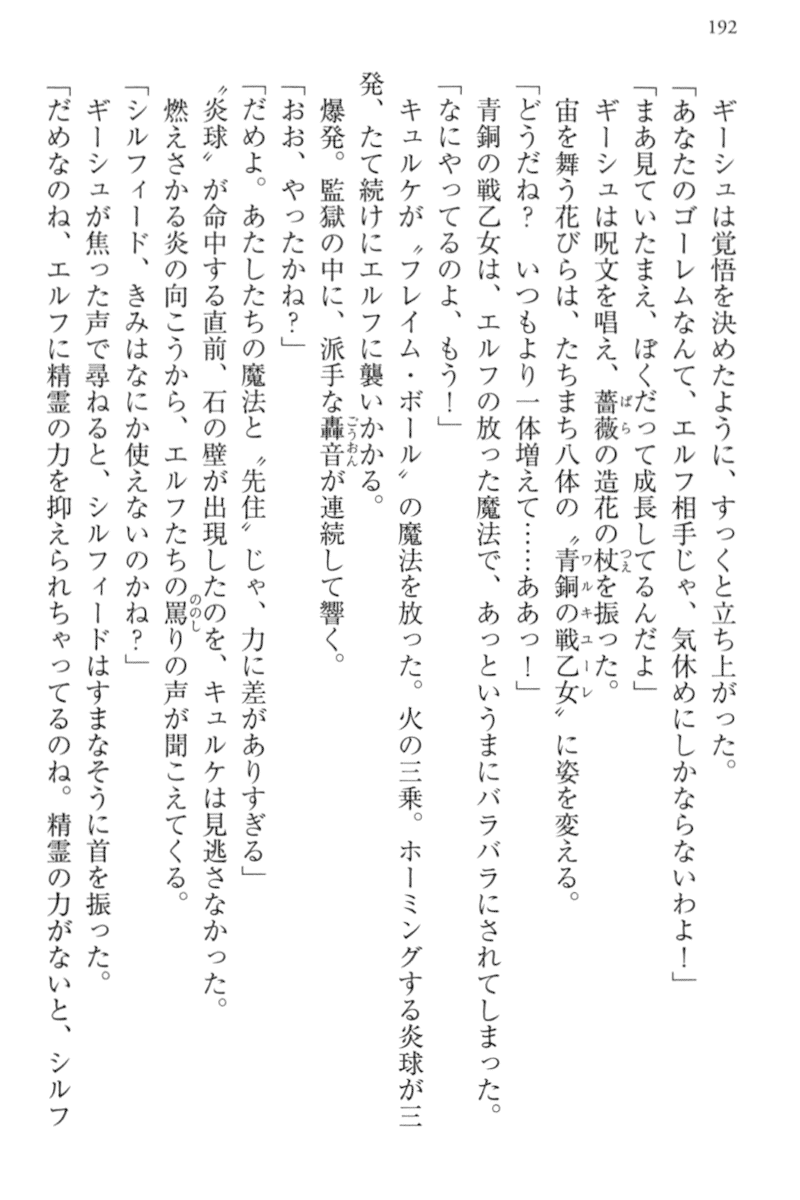 192
ギーシュは覚悟を決めたように、すっくと立ち上がった。
「あなたのゴーレムなんて、エルフ相手じゃ、気休めにしかならないわよ！」
「まあ見ていたまえ、ぼくだって成長してるんだよ」
ギーシュは呪文を唱え、薔薇の造花の杖を振った。
宙を舞う花びらは、たちまち八体の〝青銅の戦乙女〟に姿を変える。
「どうだね？　いつもより一体増えて……ああっ！」
青銅の戦乙女は、エルフの放った魔法で、あっというまにバラバラにされてしまった。
「なにやってるのよ、もう！」
キュルケが〝フレイム・ボール〟の魔法を放った。火の三乗。ホーミングする炎球が三
発、たて続けにエルフに襲いかかる。
爆発。監獄の中に、派手な轟音が連続して響く。
「おお、やったかね？」
「だめよ。あたしたちの魔法と〝先住〟じゃ、力に差がありすぎる」
〝炎球〟が命中する直前、石の壁が出現したのを、キュルケは見逃さなかった。
燃えさかる炎の向こうから、エルフたちの罵りの声が聞こえてくる。
「シルフィード、きみはなにか使えないのかね？」
ギーシュが焦った声で尋ねると、シルフィードはすまなそうに首を振った。
「だめなのね、エルフに精霊の力を抑えられちゃってるのね。精霊の力がないと、シルフ